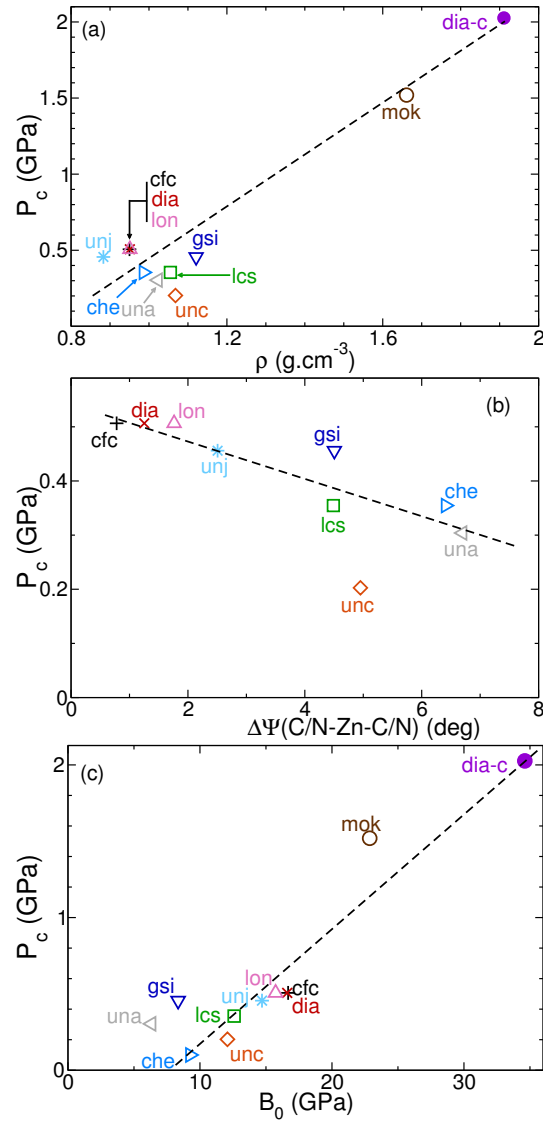 (a)
dia-c
mok
cfc
dia
lon
unj
gsi
lcs
che
una
unc
P_c (GPa)
0
0.5
1
1.5
2
0.8
1.2
1.6
2
ρ (g.cm⁻³)
(b)
dia
lon
cfc
unj
gsi
che
lcs
una
unc
P_c (GPa)
0
0.2
0.4
0
2
4
6
8
ΔΨ(C/N-Zn-C/N) (deg)
(c)
dia-c
mok
lon
cfc
gsi
unj
dia
una
lcs
unc
che
P_c (GPa)
0
1
2
0
10
20
30
B₀ (GPa)